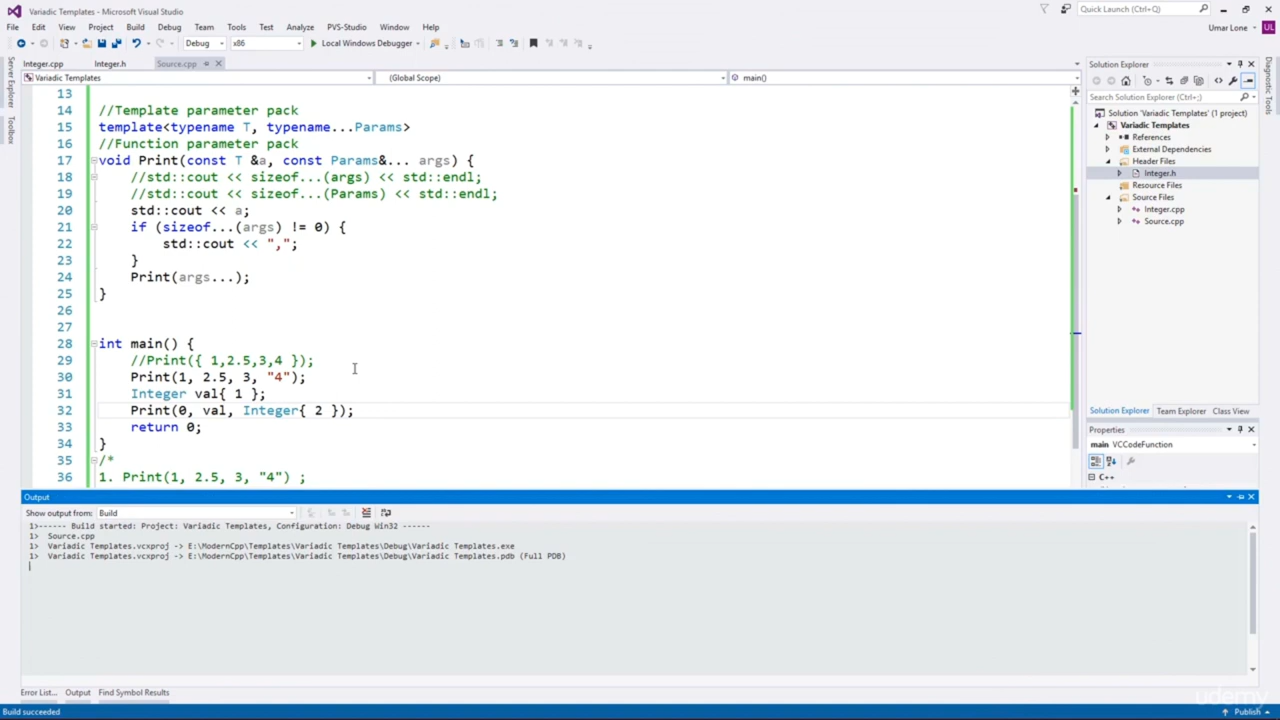 Variadic Templates - Microsoft Visual Studio
Quick Launch (Ctrl+Q)
File Edit View Project Build Debug Team Tools Test Analyze PVS-Studio Window Help
Umar Lone UL
Debug x86 Local Windows Debugger
Integer.cpp Integer.h Source.cpp
Variadic Templates (Global Scope) main()
Server Explorer
Toolbox
13
14 //Template parameter pack
15 template<typename T, typename...Params>
16 //Function parameter pack
17 void Print(const T &a, const Params&... args) {
18 //std::cout << sizeof...(args) << std::endl;
19 //std::cout << sizeof...(Params) << std::endl;
20 std::cout << a;
21 if (sizeof...(args) != 0) {
22 std::cout << ",";
23 }
24 Print(args...);
25 }
26
27
28 int main() {
29 //Print({ 1,2.5,3,4 });
30 Print(1, 2.5, 3, "4");
31 Integer val{ 1 };
32 Print(0, val, Integer{ 2 });
33 return 0;
34 }
35 /*
36 1. Print(1, 2.5, 3, "4") ;
Solution Explorer
Search Solution Explorer (Ctrl+;)
Solution 'Variadic Templates' (1 project)
Variadic Templates
References
External Dependencies
Header Files
Integer.h
Resource Files
Source Files
Integer.cpp
Source.cpp
Solution Explorer Team Explorer Class View
Properties
main VCCodeFunction
C++
Diagnostic Tools
Output
Show output from: Build
1>------ Build started: Project: Variadic Templates, Configuration: Debug Win32 ------
1> Source.cpp
1> Variadic Templates.vcxproj -> E:\ModernCpp\Templates\Variadic Templates\Debug\Variadic Templates.exe
1> Variadic Templates.vcxproj -> E:\ModernCpp\Templates\Variadic Templates\Debug\Variadic Templates.pdb (Full PDB)
Error List... Output Find Symbol Results
Build succeeded
Publish
udemy